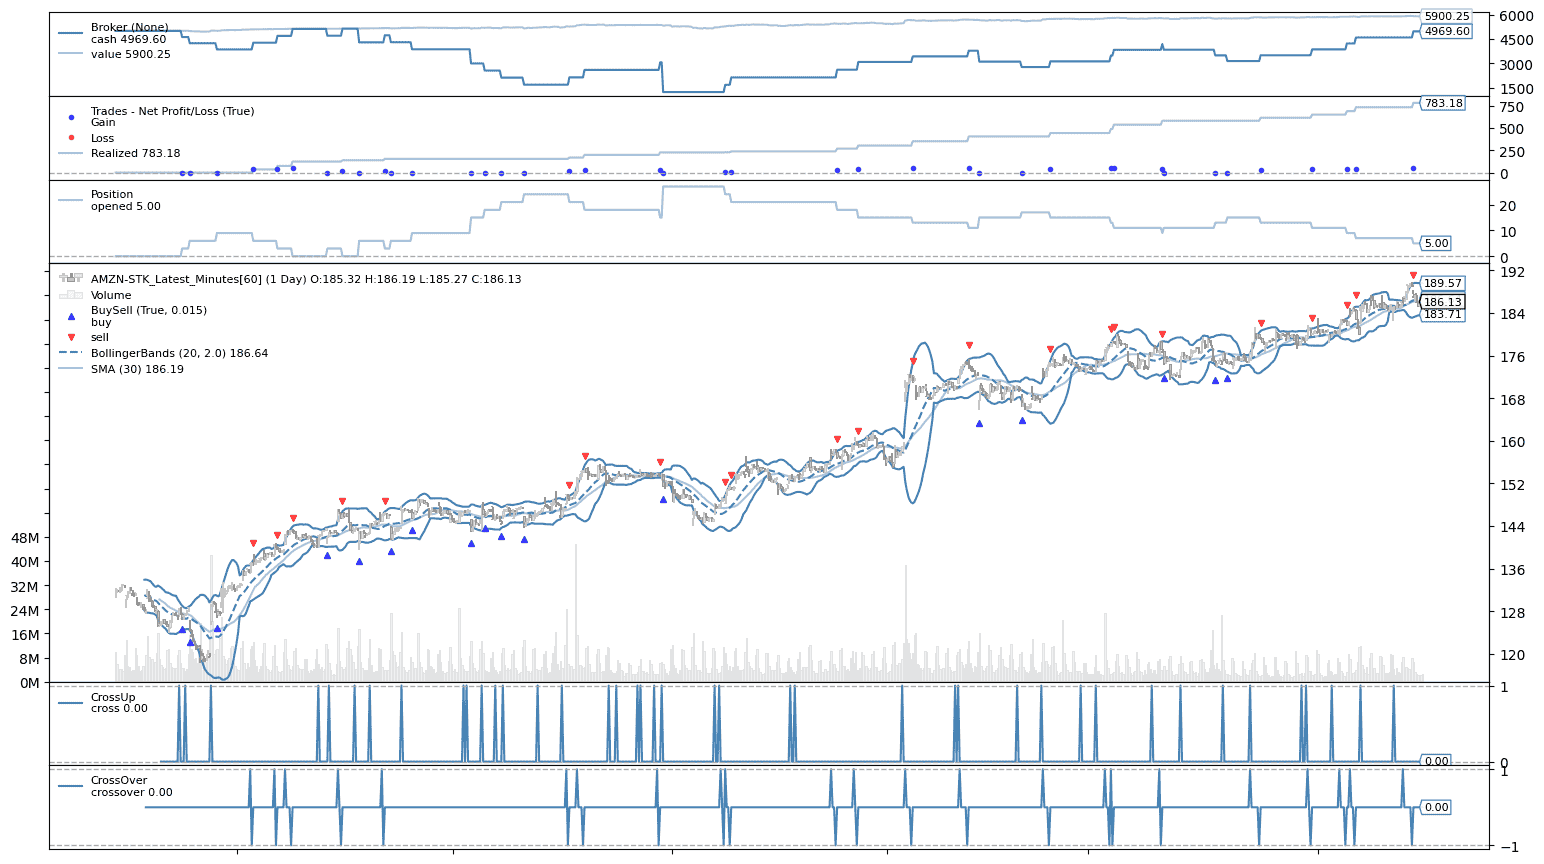 Broker (None)
cash 4969.60
value 5900.25
5900.25
4969.60
6000
4500
3000
1500
Trades - Net Profit/Loss (True)
Gain
Loss
Realized 783.18
783.18
750
500
250
0
Position
opened 5.00
5.00
20
10
0
AMZN-STK_Latest_Minutes[60] (1 Day) O:185.32 H:186.19 L:185.27 C:186.13
Volume
BuySell (True, 0.015)
buy
sell
BollingerBands (20, 2.0) 186.64
SMA (30) 186.19
189.57
186.13
183.71
192
184
176
168
160
152
144
136
128
120
48M
40M
32M
24M
16M
8M
0M
CrossUp
cross 0.00
0.00
1
0
CrossOver
crossover 0.00
0.00
1
−1